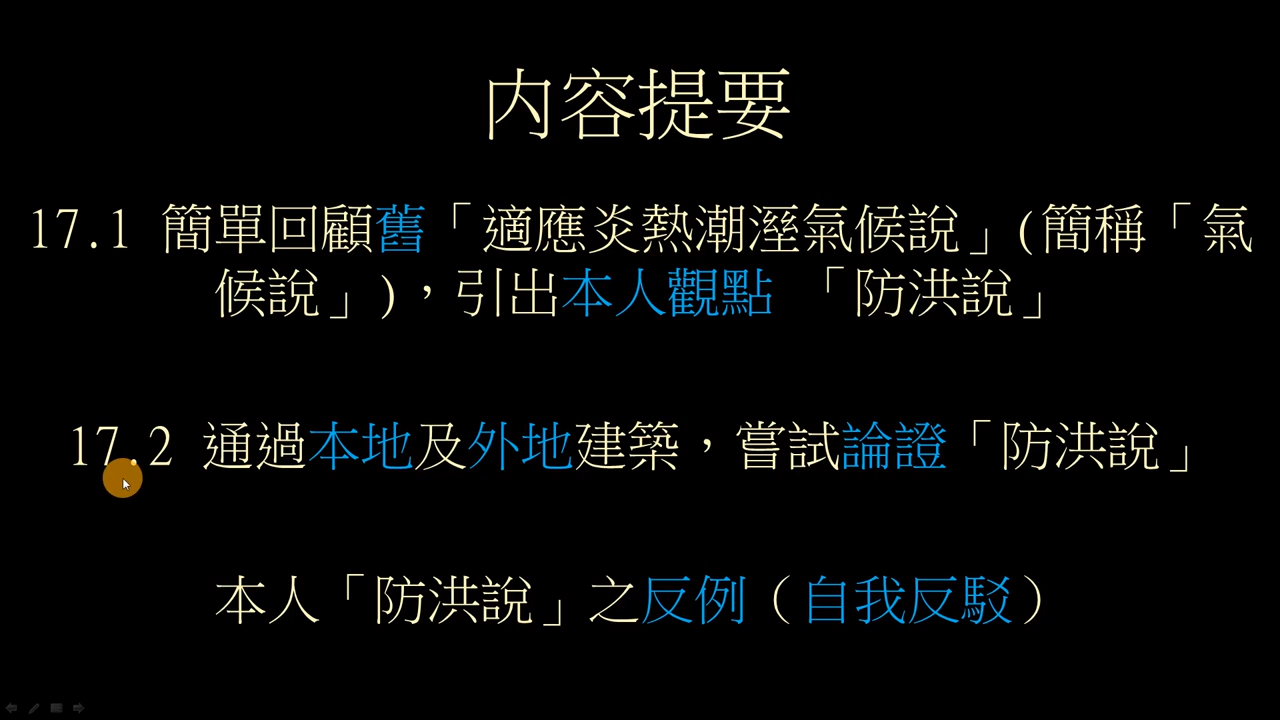 內容提要
17.1 簡單回顧舊「適應炎熱潮溼氣候說」(簡稱「氣
候說」)，引出本人觀點 「防洪說」
17.2 通過本地及外地建築，嘗試論證「防洪說」
本人「防洪說」之反例（自我反駁）